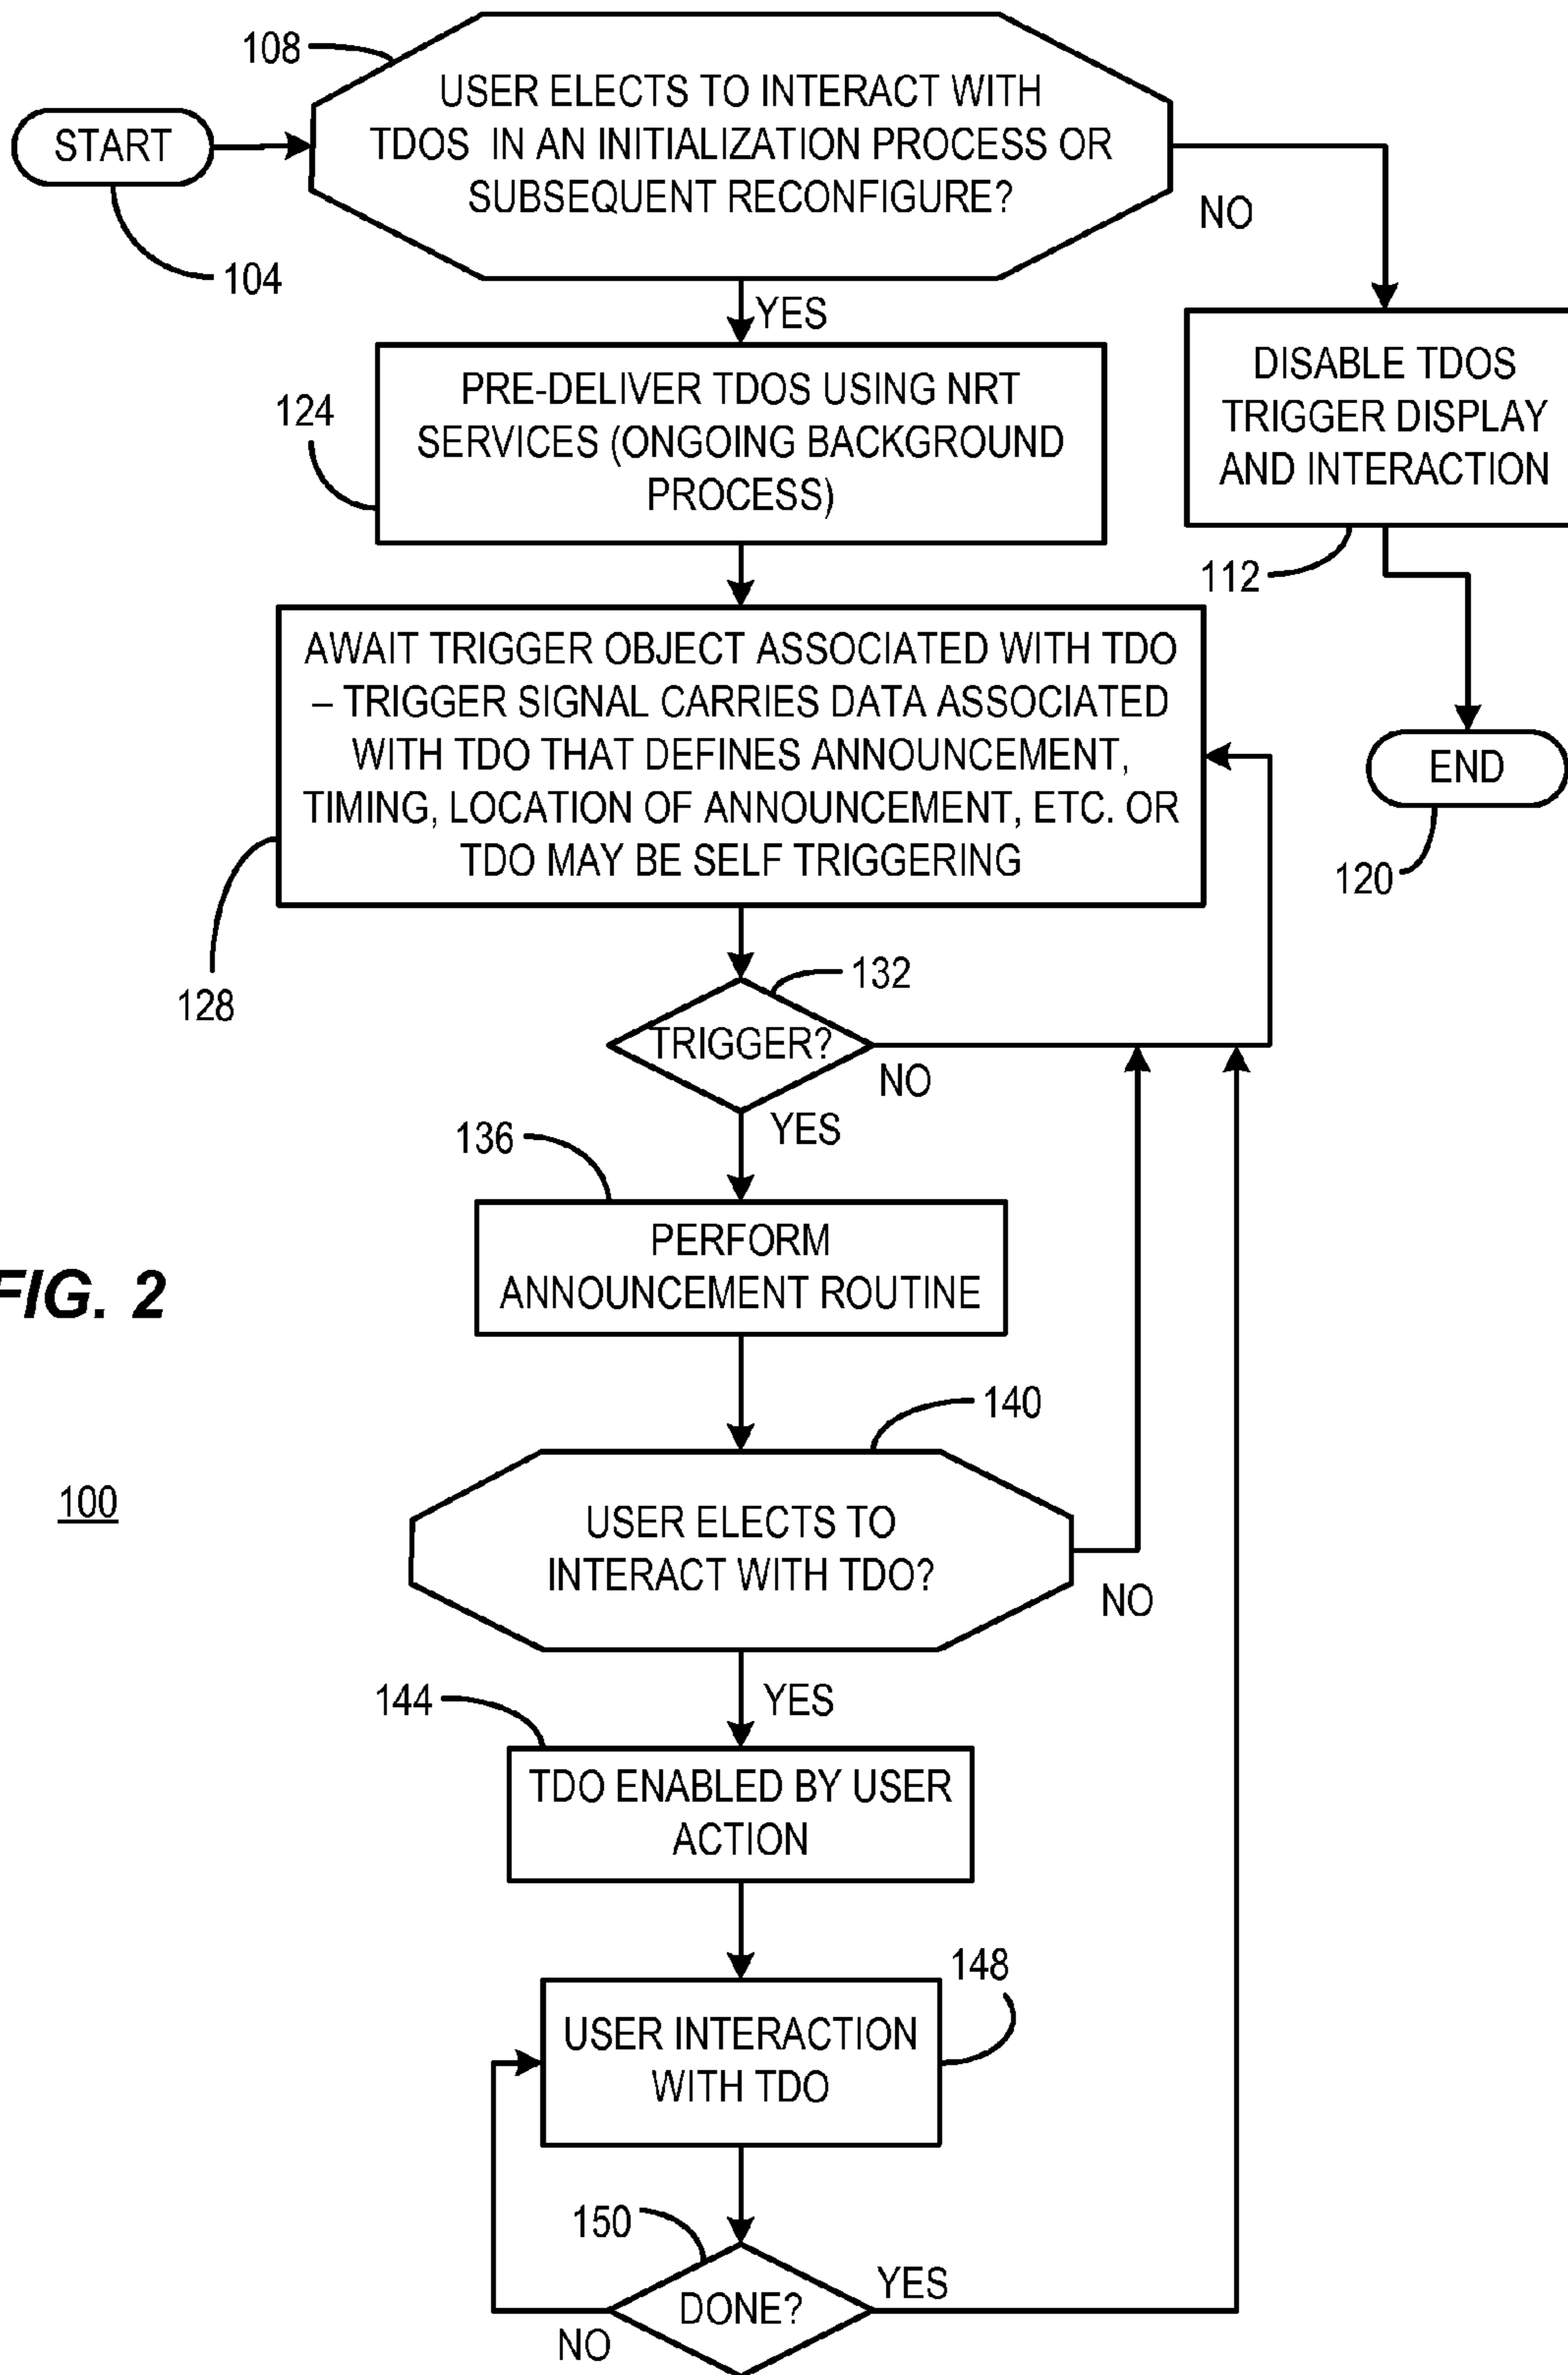 108
USER ELECTS TO INTERACT WITH
TDOS IN AN INITIALIZATION PROCESS OR
SUBSEQUENT RECONFIGURE?
START
104
NO
YES
124
PRE-DELIVER TDOS USING NRT
SERVICES (ONGOING BACKGROUND
PROCESS)
DISABLE TDOS
TRIGGER DISPLAY
AND INTERACTION
112
AWAIT TRIGGER OBJECT ASSOCIATED WITH TDO
– TRIGGER SIGNAL CARRIES DATA ASSOCIATED
WITH TDO THAT DEFINES ANNOUNCEMENT,
TIMING, LOCATION OF ANNOUNCEMENT, ETC. OR
TDO MAY BE SELF TRIGGERING
END
120
128
132
TRIGGER?
NO
YES
136
PERFORM
ANNOUNCEMENT ROUTINE
FIG. 2
140
100
USER ELECTS TO
INTERACT WITH TDO?
NO
YES
144
TDO ENABLED BY USER
ACTION
148
USER INTERACTION
WITH TDO
150
DONE?
YES
NO